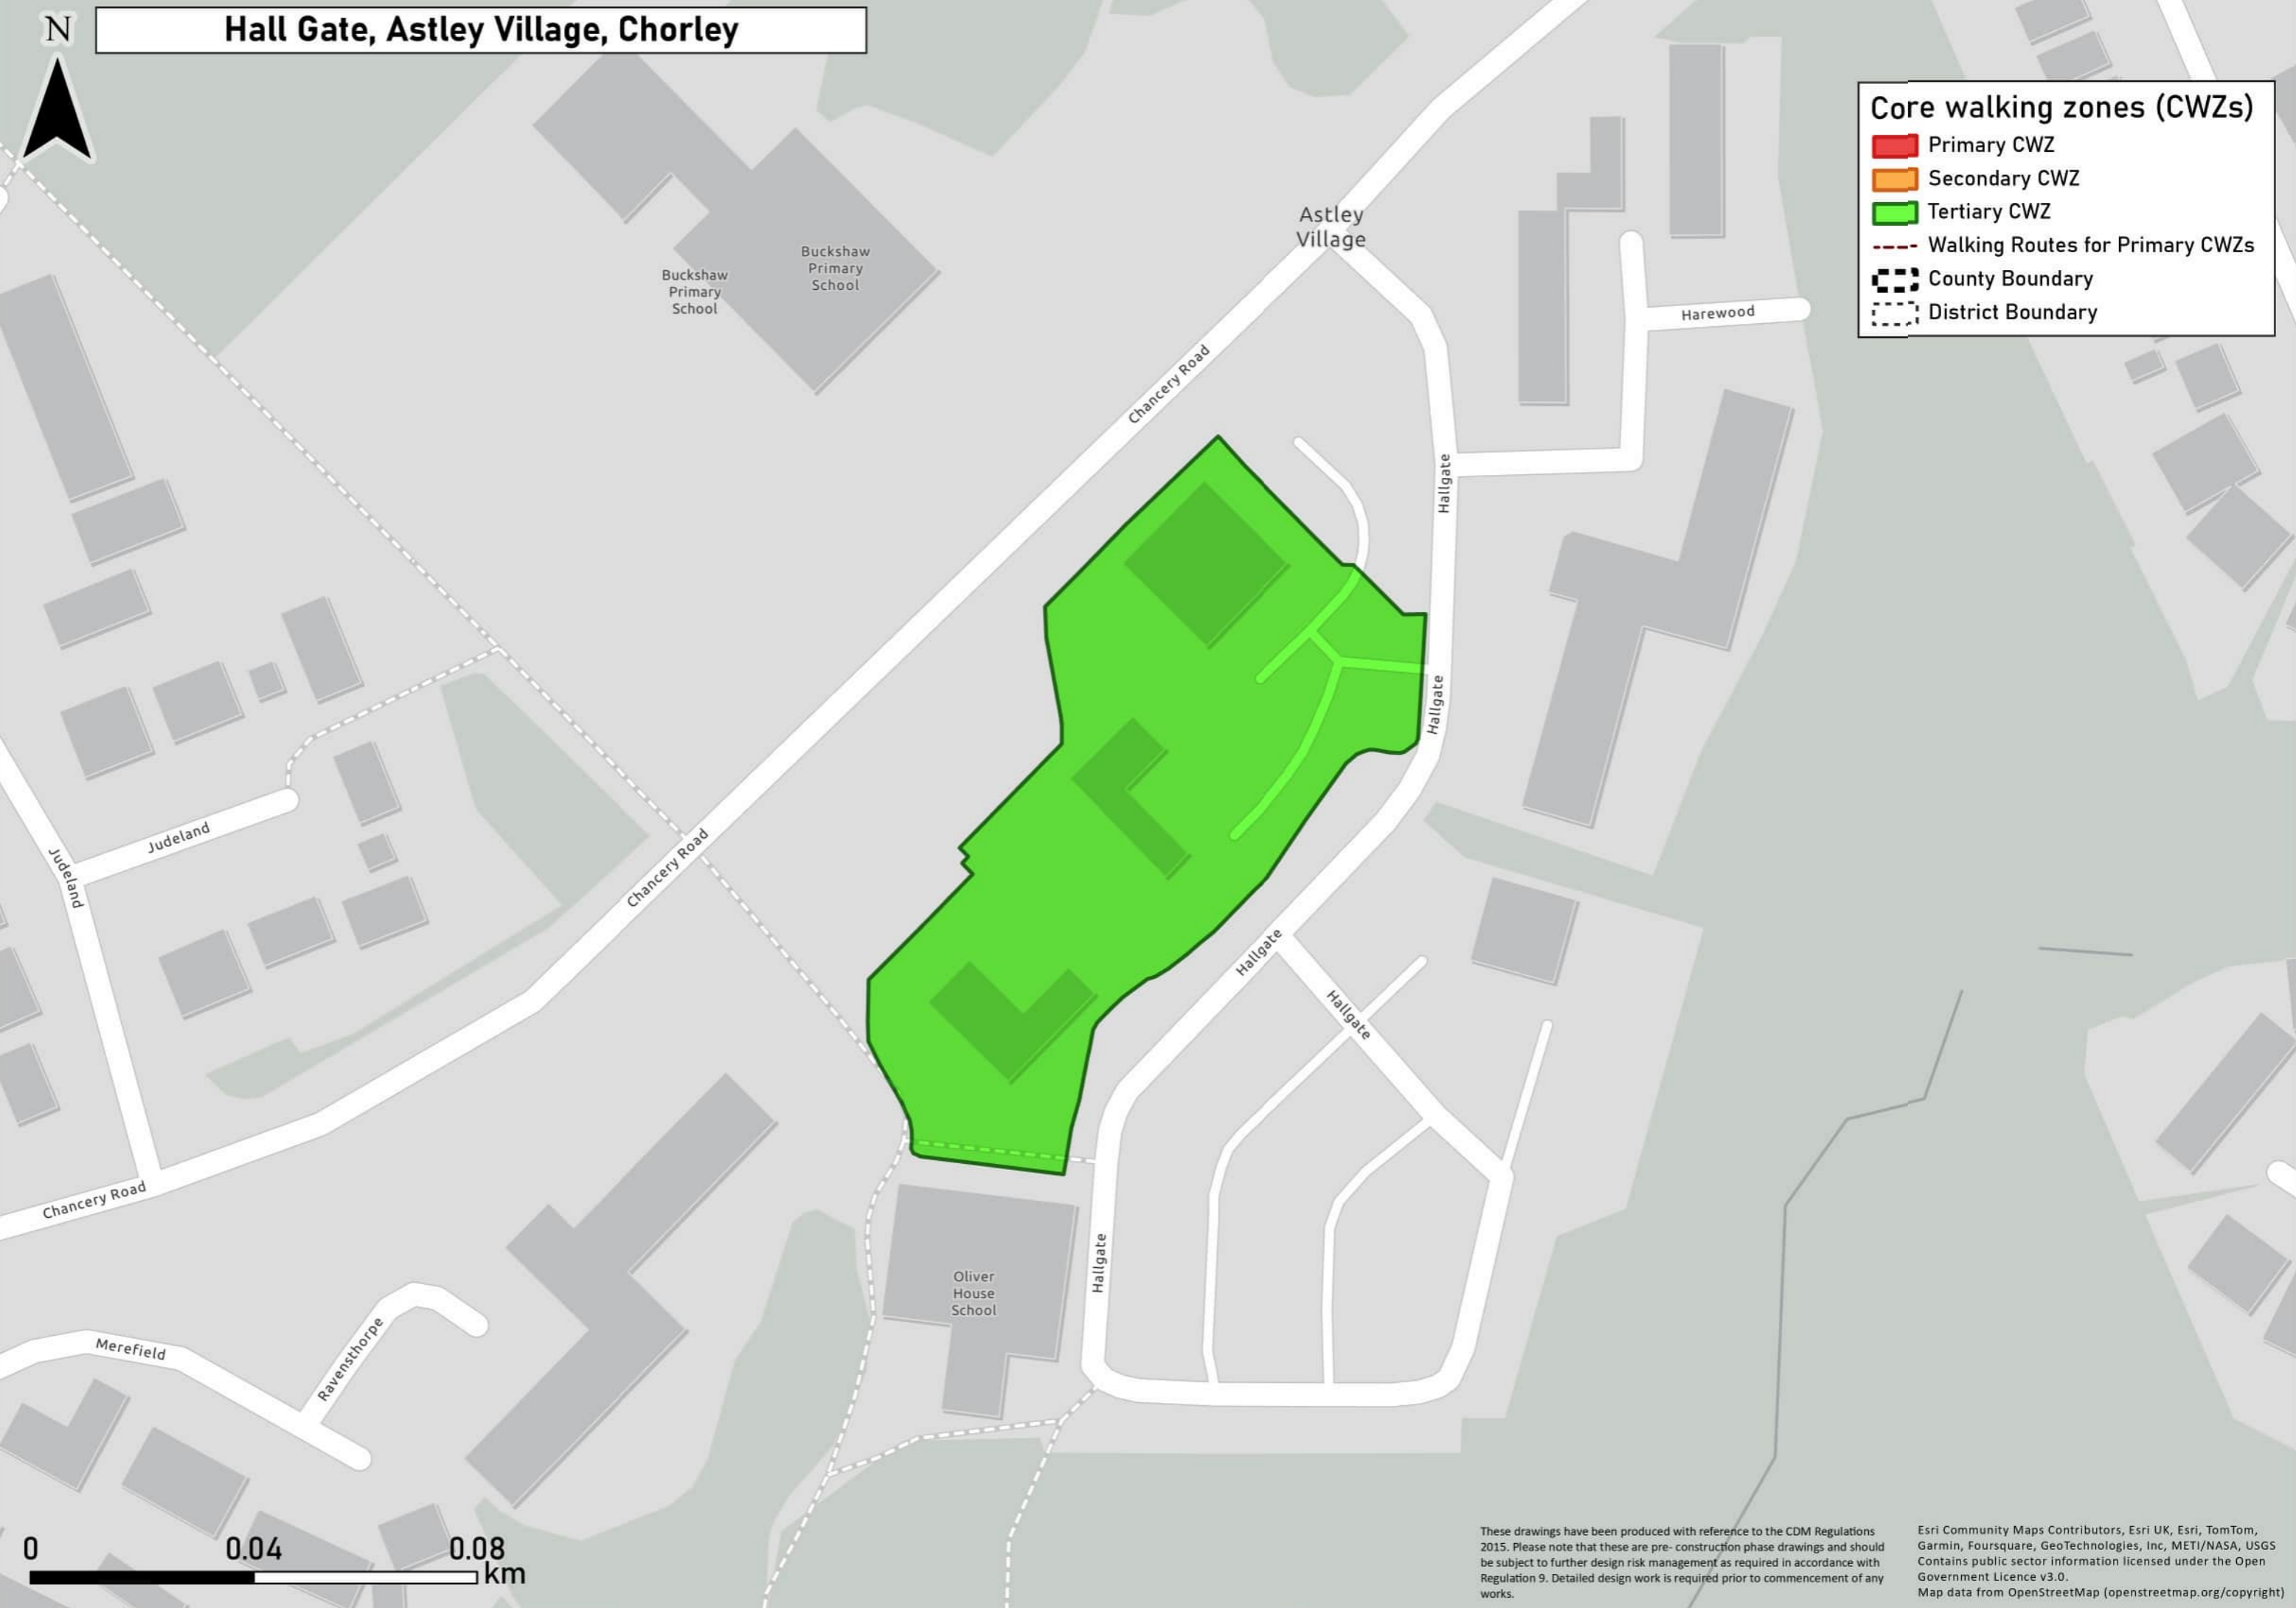 N
Hall Gate, Astley Village, Chorley
Core walking zones (CWZs)
Primary CWZ
Secondary CWZ
Tertiary CWZ
Walking Routes for Primary CWZs
County Boundary
District Boundary
Astley
Village
Buckshaw
Primary
School
Buckshaw
Primary
School
Harewood
Chancery Road
Hallgate
Hallgate
Judeland
Judeland
Chancery Road
Hallgate
Hallgate
Chancery Road
Hallgate
Oliver
House
School
Merefield
Ravensthorpe
0
0.04
0.08
km
These drawings have been produced with reference to the CDM Regulations
2015. Please note that these are pre- construction phase drawings and should
be subject to further design risk management as required in accordance with
Regulation 9. Detailed design work is required prior to commencement of any
works.
Esri Community Maps Contributors, Esri UK, Esri, TomTom,
Garmin, Foursquare, GeoTechnologies, Inc, METI/NASA, USGS
Contains public sector information licensed under the Open
Government Licence v3.0.
Map data from OpenStreetMap (openstreetmap.org/copyright)